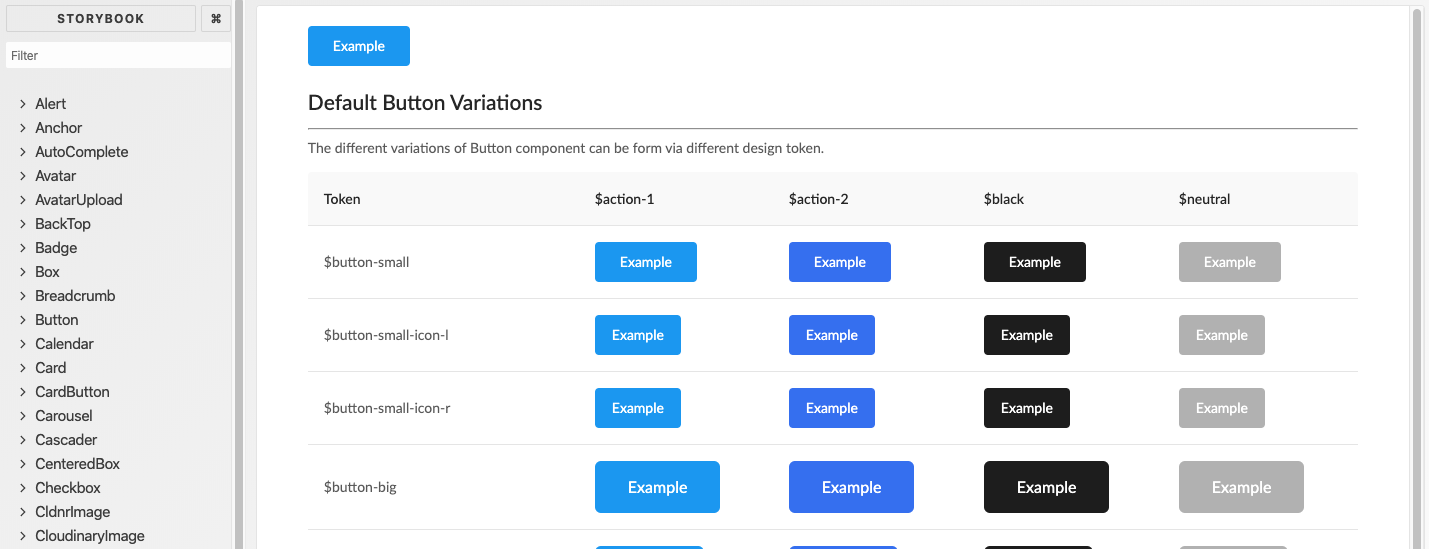 STORYBOOK ⌘
Filter
Alert
Anchor
AutoComplete
Avatar
AvatarUpload
BackTop
Badge
Box
Breadcrumb
Button
Calendar
Card
CardButton
Carousel
Cascader
CenteredBox
Checkbox
CldnrImage
CloudinaryImage
Example
Default Button Variations
The different variations of Button component can be form via different design token.
Token $action-1 $action-2 $black $neutral
$button-small Example Example Example Example
$button-small-icon-l Example Example Example Example
$button-small-icon-r Example Example Example Example
$button-big Example Example Example Example